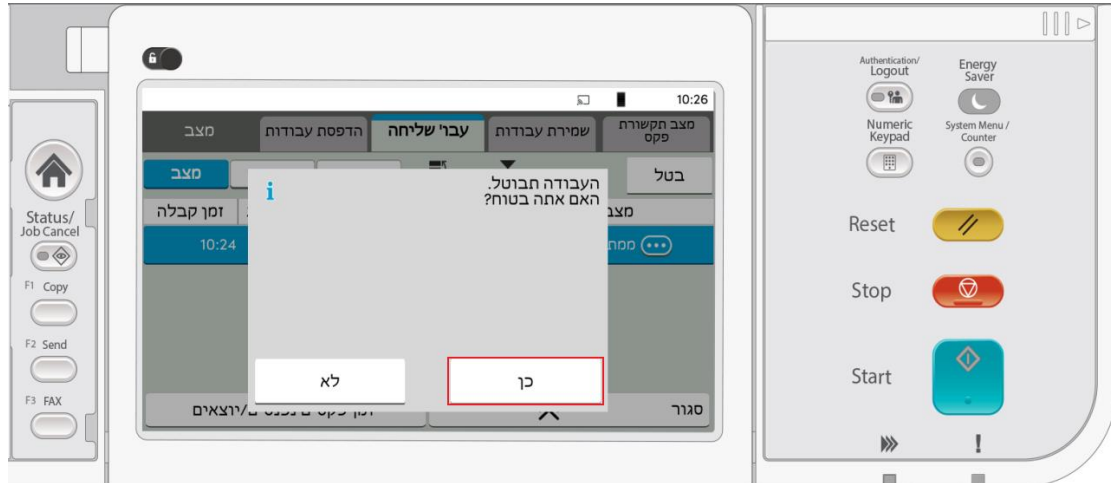 Status/
Job Cancel
F1 Copy
F2 Send
F3 FAX
10:26
מצב תקשורת
פקס
שמירת עבודות
עבו' שליחה
הדפסת עבודות
מצב
בטל
מצב
העבודה תבוטל.
האם אתה בטוח?
מצב
זמן קבלה
10:24
כן
לא
סגור
Authentication/
Logout
Energy
Saver
Numeric
Keypad
System Menu /
Counter
Reset
Stop
Start